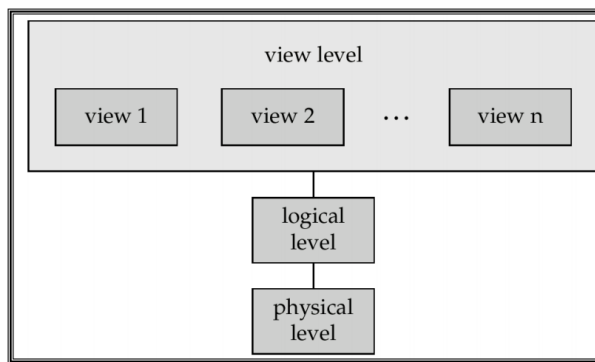 view level
view 1 view 2 ... view n
logical
level
physical
level